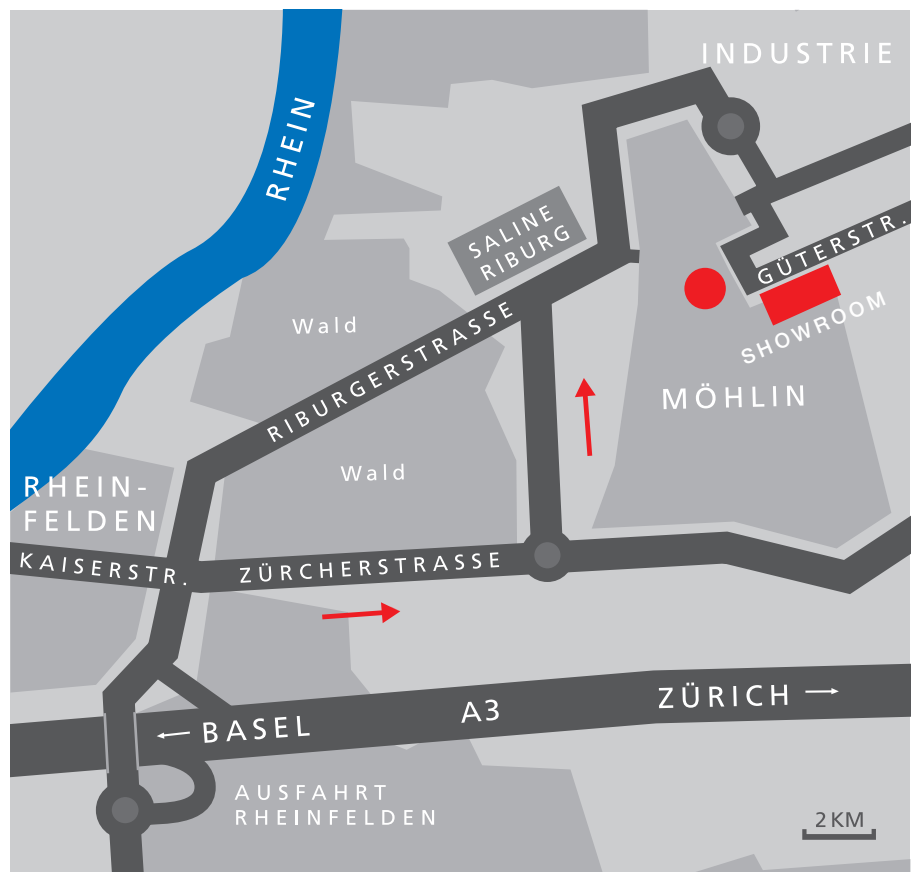 INDUSTRIE
RHEIN
SALINE
RIBURG
GÜTERSTR.
SHOWROOM
Wald
RIBURGERSTRASSE
MÖHLIN
Wald
RHEIN-
FELDEN
KAISERSTR.
ZÜRCHERSTRASSE
ZÜRICH →
A3
← BASEL
AUSFAHRT
RHEINFELDEN
2 KM